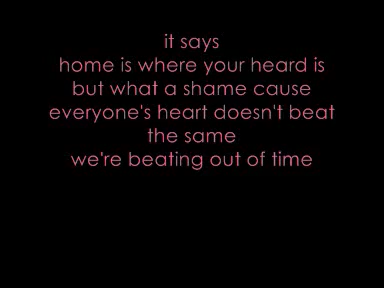 it says
home is where your heard is
but what a shame cause
everyone's heart doesn't beat
the same
we're beating out of time